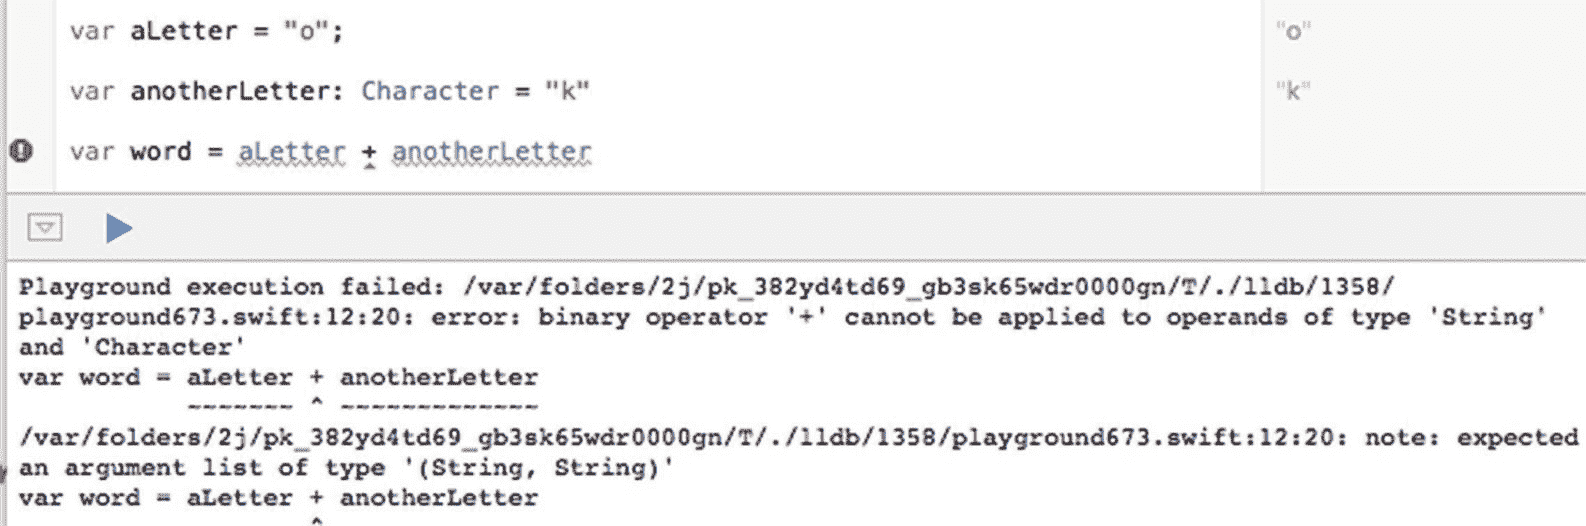 var aLetter = "o";
"o"
var anotherLetter: Character = "k"
"k"
var word = aLetter + anotherLetter
Playground execution failed: /var/folders/2j/pk_382yd4td69_gb3sk65wdr0000gn/T/./lldb/1358/
playground673.swift:12:20: error: binary operator '+' cannot be applied to operands of type 'String'
and 'Character'
var word = aLetter + anotherLetter
~~~~~~~ ^ ~~~~~~~~~~~~~
/var/folders/2j/pk_382yd4td69_gb3sk65wdr0000gn/T/./lldb/1358/playground673.swift:12:20: note: expected
an argument list of type '(String, String)'
var word = aLetter + anotherLetter
^